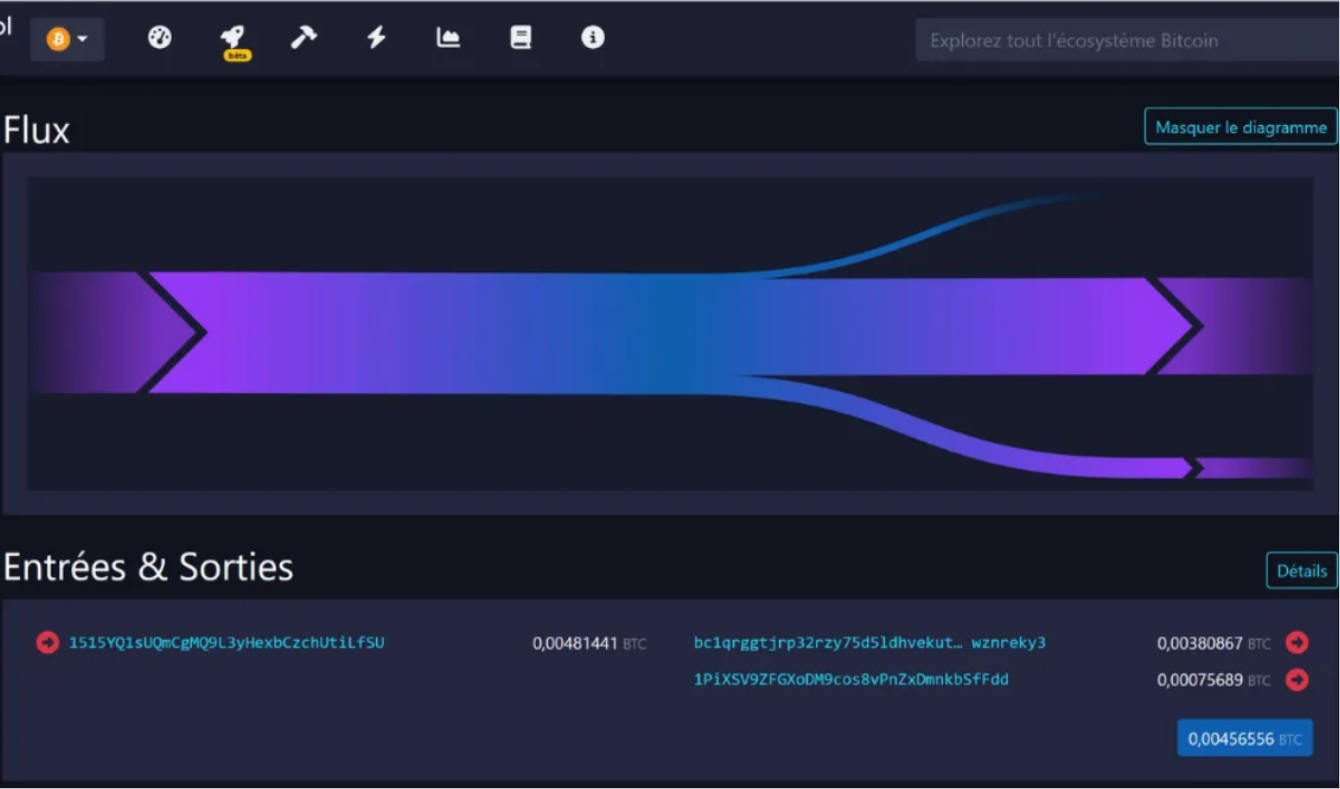 bêta
Explorez tout l'écosystème Bitcoin
Flux
Masquer le diagramme
Entrées & Sorties
Détails
1515YQ1sUQmCgMQ9L3yHexbCzchUtiLfSU 0,00481441 BTC bc1qrggtjrp32rzy75d5ldhvekut… wznreky3 0,00380867 BTC
1PiXSV9ZFGXoDM9cos8vPnZxDmnkbSfFdd 0,00075689 BTC
0,00456556 BTC